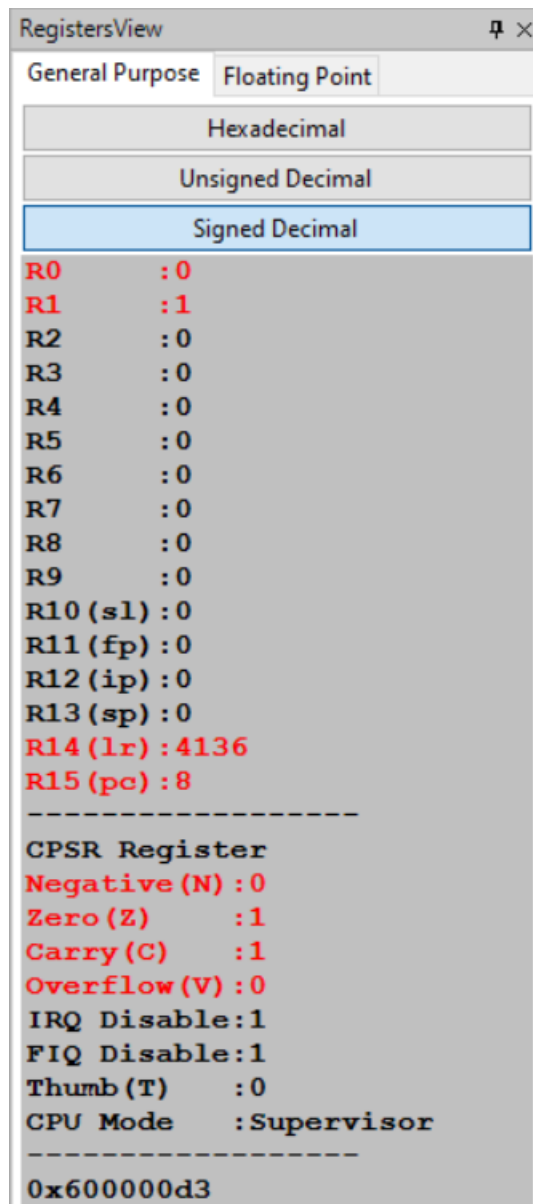 RegistersView
General Purpose Floating Point
Hexadecimal
Unsigned Decimal
Signed Decimal
R0 :0
R1 :1
R2 :0
R3 :0
R4 :0
R5 :0
R6 :0
R7 :0
R8 :0
R9 :0
R10(sl):0
R11(fp):0
R12(ip):0
R13(sp):0
R14(lr):4136
R15(pc):8
-------------------
CPSR Register
Negative(N):0
Zero(Z) :1
Carry(C) :1
Overflow(V):0
IRQ Disable:1
FIQ Disable:1
Thumb(T) :0
CPU Mode :Supervisor
-------------------
0x600000d3